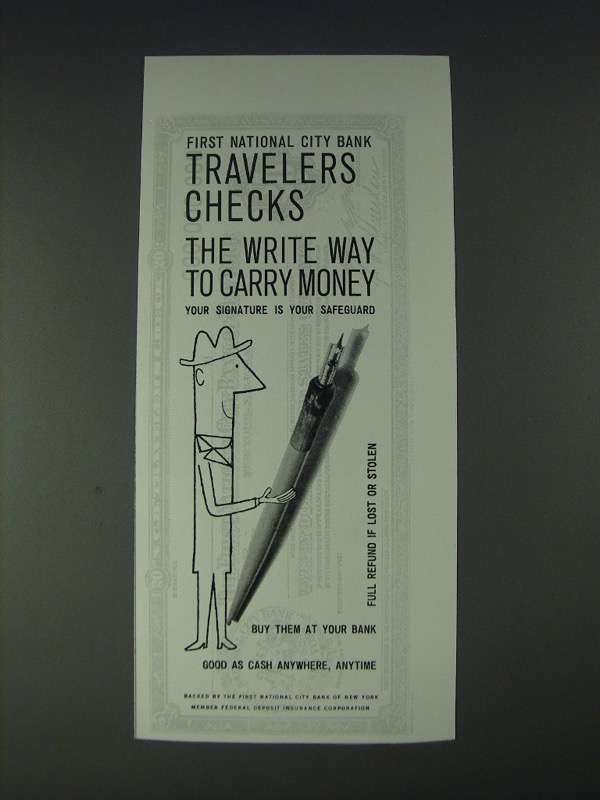 FIRST NATIONAL CITY BANK
TRAVELERS
CHECKS
THE WRITE WAY
TO CARRY MONEY
YOUR SIGNATURE IS YOUR SAFEGUARD
FULL REFUND IF LOST OR STOLEN
BUY THEM AT YOUR BANK
GOOD AS CASH ANYWHERE, ANYTIME
BACKED BY THE FIRST NATIONAL CITY BANK OF NEW YORK
MEMBER FEDERAL DEPOSIT INSURANCE CORPORATION